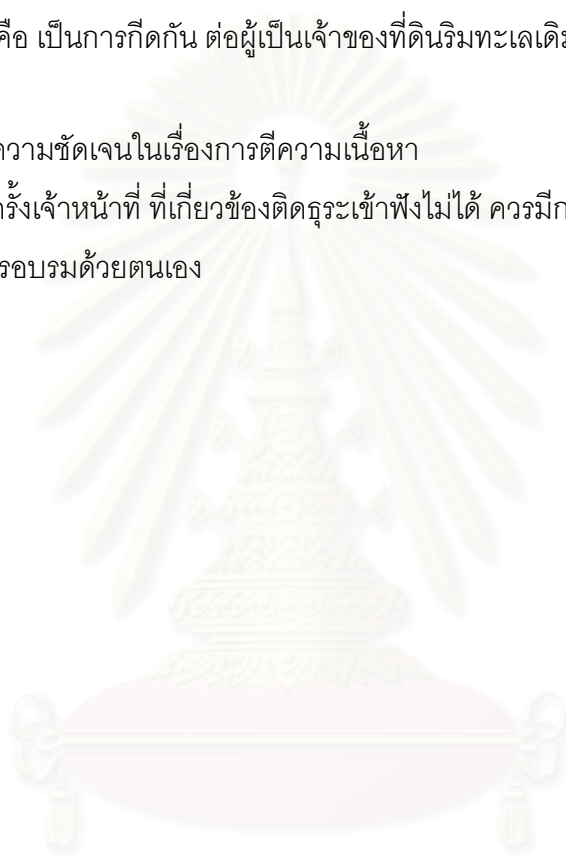 คือ เป็นการกีดกัน ต่อผู้เป็นเจ้าของที่ดินริมทะเลเดิม
ความชัดเจนในเรื่องการตีความเนื้อหา
ครั้งเจ้าหน้าที่ ที่เกี่ยวข้องติดธุระเข้าฟังไม่ได้ ควรมีก
รอบรมด้วยตนเอง